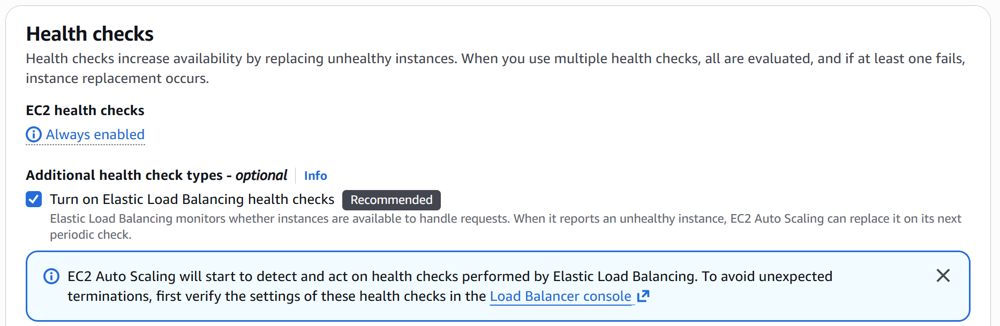 Health checks
Health checks increase availability by replacing unhealthy instances. When you use multiple health checks, all are evaluated, and if at least one fails,
instance replacement occurs.
EC2 health checks
Always enabled
Additional health check types - optional Info
Turn on Elastic Load Balancing health checks Recommended
Elastic Load Balancing monitors whether instances are available to handle requests. When it reports an unhealthy instance, EC2 Auto Scaling can replace it on its next
periodic check.
EC2 Auto Scaling will start to detect and act on health checks performed by Elastic Load Balancing. To avoid unexpected
terminations, first verify the settings of these health checks in the Load Balancer console